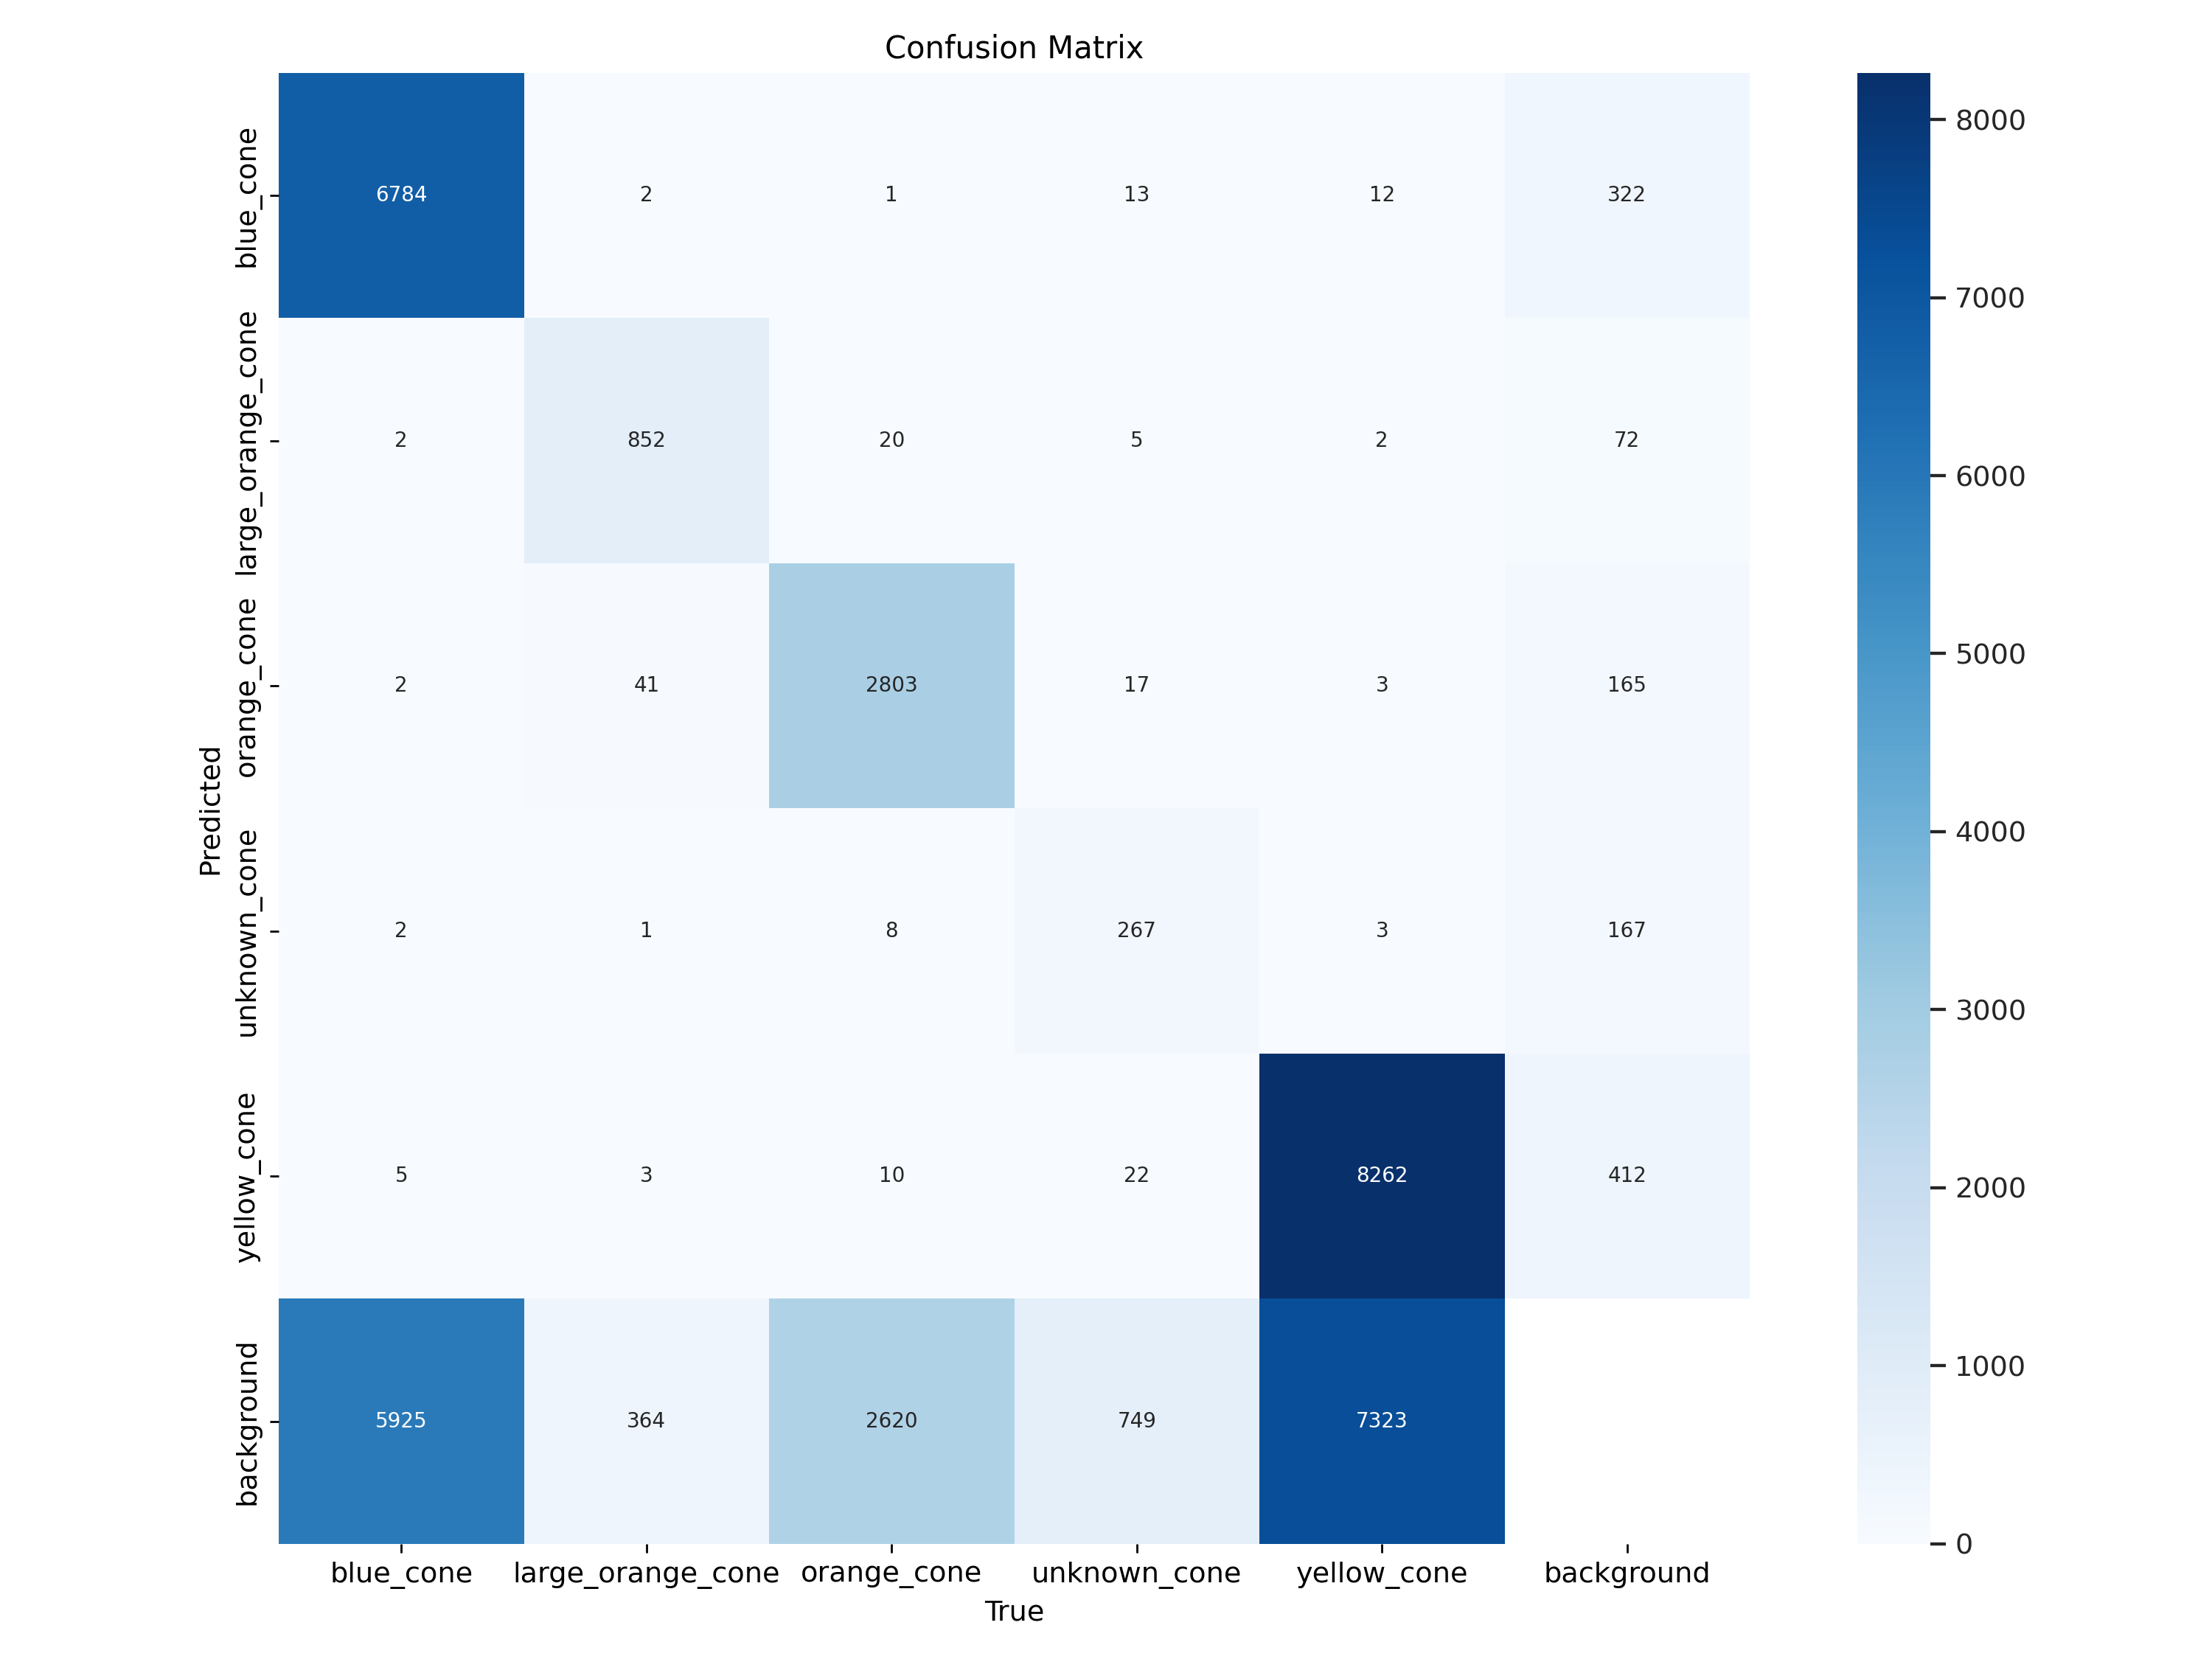 Confusion Matrix
blue_cone 6784 2 1 13 12 322
large_orange_cone 2 852 20 5 2 72
orange_cone 2 41 2803 17 3 165
unknown_cone 2 1 8 267 3 167
yellow_cone 5 3 10 22 8262 412
background 5925 364 2620 749 7323
Predicted
blue_cone large_orange_cone orange_cone unknown_cone yellow_cone background
True
8000
7000
6000
5000
4000
3000
2000
1000
0